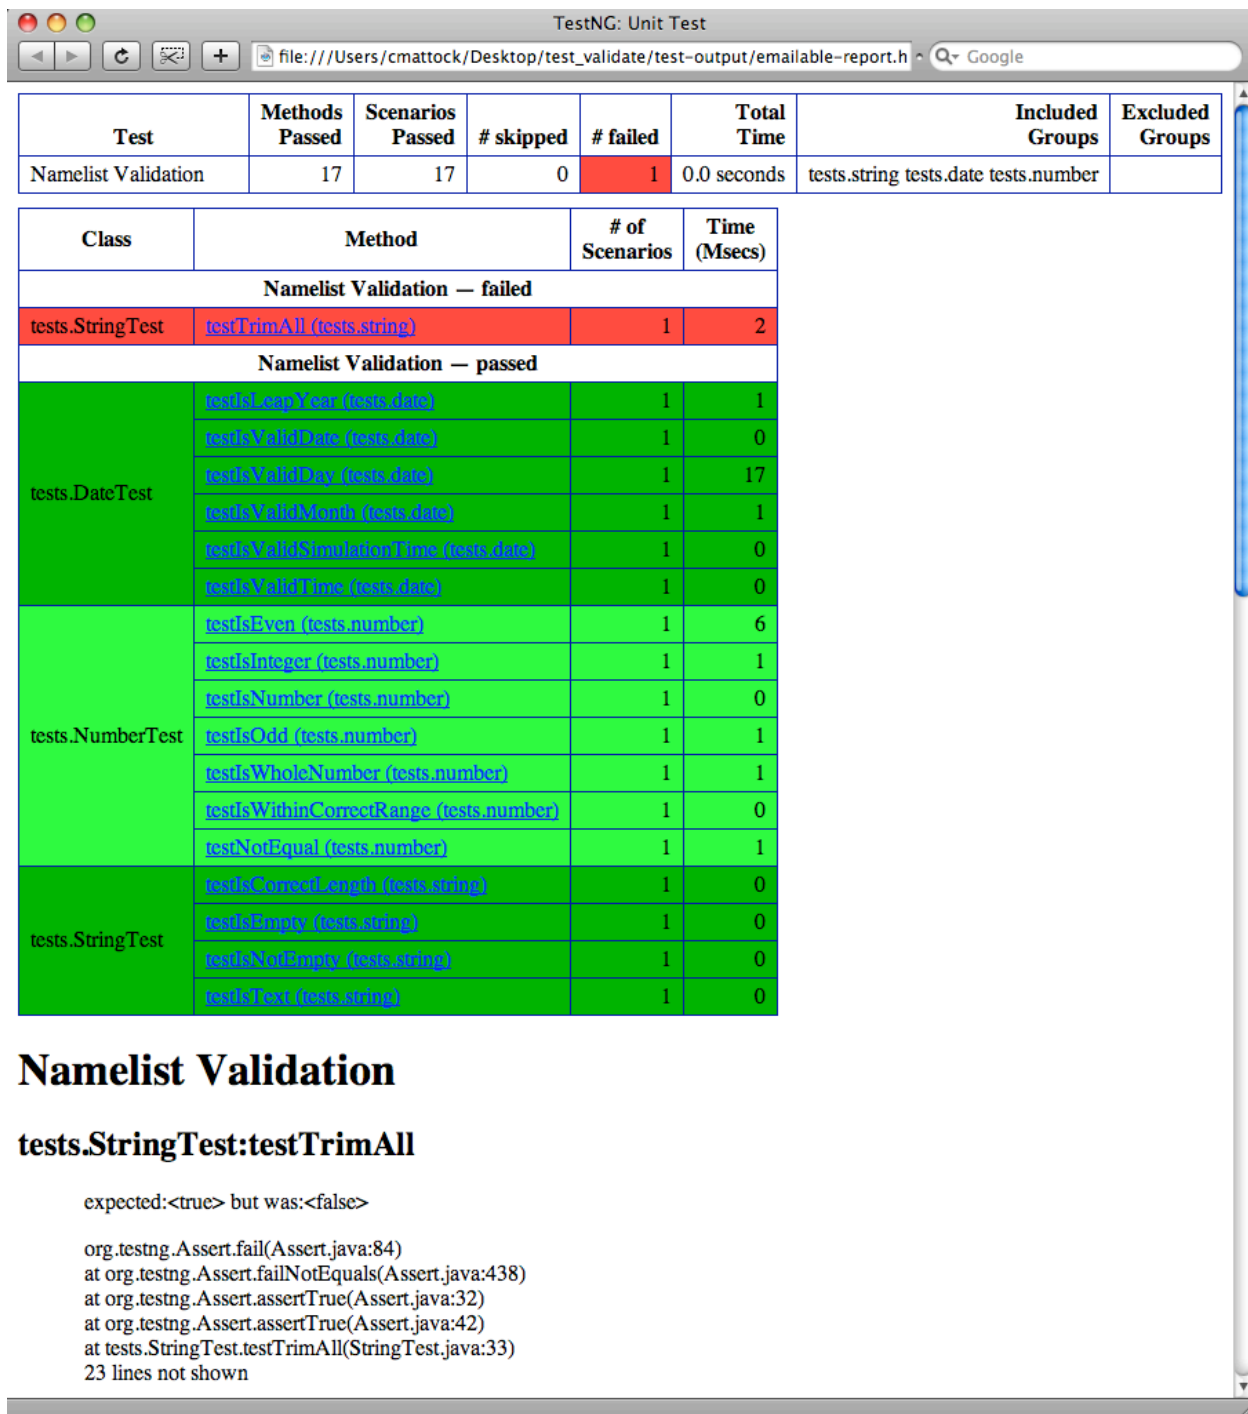 TestNG: Unit Test
file:///Users/cmattock/Desktop/test_validate/test-output/emailable-report.h
Google
Test Methods Passed Scenarios Passed # skipped # failed Total Time Included Groups Excluded Groups
Namelist Validation 17 17 0 1 0.0 seconds tests.string tests.date tests.number
Class Method # of Scenarios Time (Msecs)
Namelist Validation — failed
tests.StringTest testTrimAll (tests.string) 1 2
Namelist Validation — passed
tests.DateTest
testIsLeapYear (tests.date) 1 1
testIsValidDate (tests.date) 1 0
testIsValidDay (tests.date) 1 17
testIsValidMonth (tests.date) 1 1
testIsValidSimulationTime (tests.date) 1 0
testIsValidTime (tests.date) 1 0
tests.NumberTest
testIsEven (tests.number) 1 6
testIsInteger (tests.number) 1 1
testIsNumber (tests.number) 1 0
testIsOdd (tests.number) 1 1
testIsWholeNumber (tests.number) 1 1
testIsWithinCorrectRange (tests.number) 1 0
testNotEqual (tests.number) 1 1
tests.StringTest
testIsCorrectLength (tests.string) 1 0
testIsEmpty (tests.string) 1 0
testIsNotEmpty (tests.string) 1 0
testIsText (tests.string) 1 0
Namelist Validation
tests.StringTest:testTrimAll
expected:<true> but was:<false>
org.testng.Assert.fail(Assert.java:84)
at org.testng.Assert.failNotEquals(Assert.java:438)
at org.testng.Assert.assertTrue(Assert.java:32)
at org.testng.Assert.assertTrue(Assert.java:42)
at tests.StringTest.testTrimAll(StringTest.java:33)
23 lines not shown